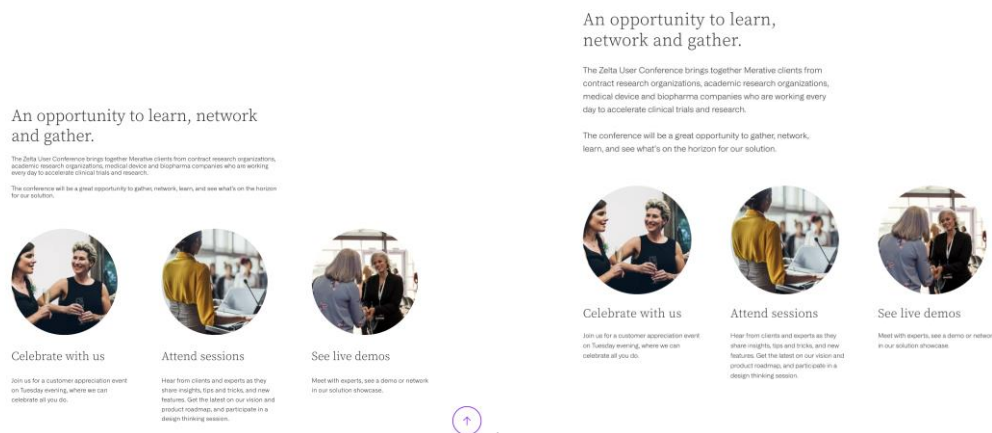 An opportunity to learn, network
and gather.
The Zelta User Conference brings together Merative clients from contract research organizations,
academic research organizations, medical device and biopharma companies who are working
every day to accelerate clinical trials and research.
The conference will be a great opportunity to gather, network, learn, and see what's on the horizon
for our solution.
Celebrate with us
Join us for a customer appreciation event
on Tuesday evening, where we can
celebrate all you do.
Attend sessions
Hear from clients and experts as they
share insights, tips and tricks, and new
features. Get the latest on our vision and
product roadmap, and participate in a
design thinking session.
See live demos
Meet with experts, see a demo or network
in our solution showcase.
An opportunity to learn,
network and gather.
The Zelta User Conference brings together Merative clients from
contract research organizations, academic research organizations,
medical device and biopharma companies who are working every
day to accelerate clinical trials and research.
The conference will be a great opportunity to gather, network,
learn, and see what's on the horizon for our solution.
Celebrate with us
Join us for a customer appreciation event
on Tuesday evening, where we can
celebrate all you do.
Attend sessions
Hear from clients and experts as they
share insights, tips and tricks, and new
features. Get the latest on our vision and
product roadmap, and participate in a
design thinking session.
See live demos
Meet with experts, see a demo or networ
in our solution showcase.